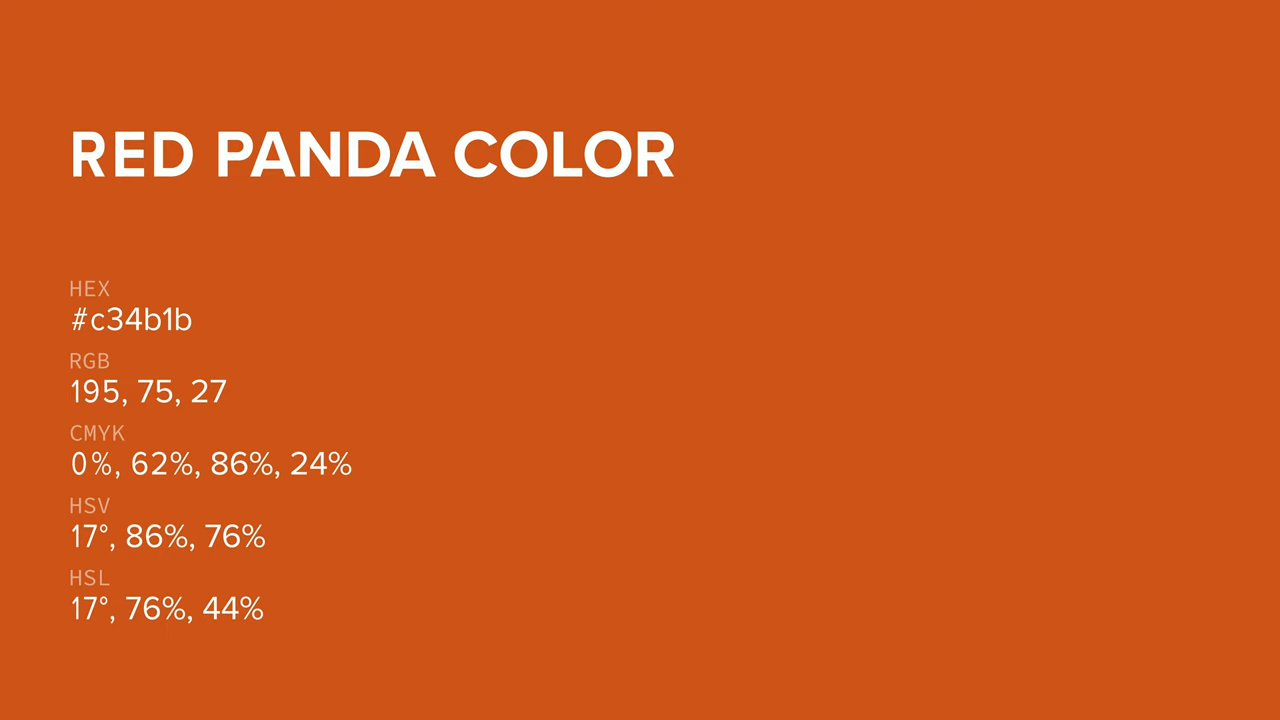 RED PANDA COLOR
HEX
#c34b1b
RGB
195, 75, 27
CMYK
0%, 62%, 86%, 24%
HSV
17°, 86%, 76%
HSL
17°, 76%, 44%